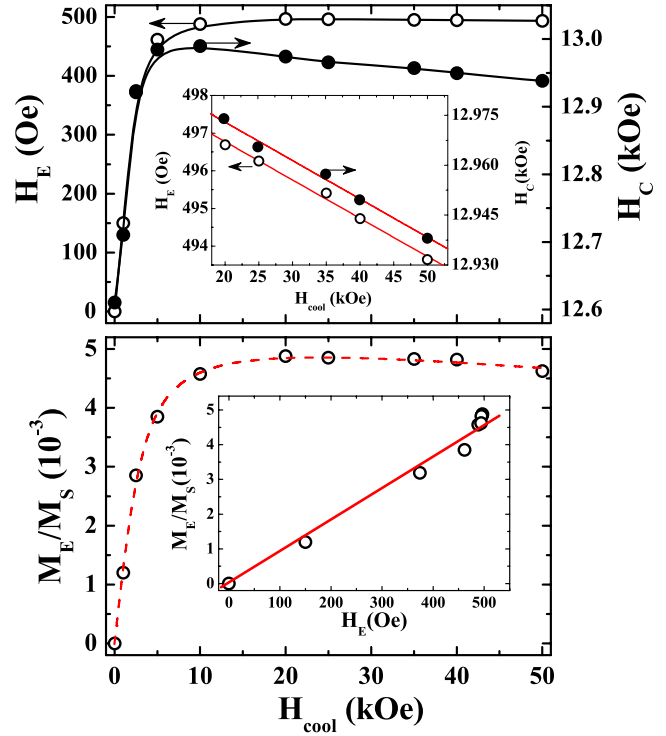 500
400
300
200
100
0
H_E (Oe)
13.0
12.9
12.8
12.7
12.6
H_C (kOe)
498
497
496
495
494
H_E (Oe)
12.975
12.960
12.945
12.930
H_C (kOe)
20 25 30 35 40 45 50
H_cool (kOe)
5
4
3
2
1
0
M_E/M_S (10^-3)
5
4
3
2
1
0
M_E/M_S (10^-3)
0 100 200 300 400 500
H_E (Oe)
0 10 20 30 40 50
H_cool (kOe)